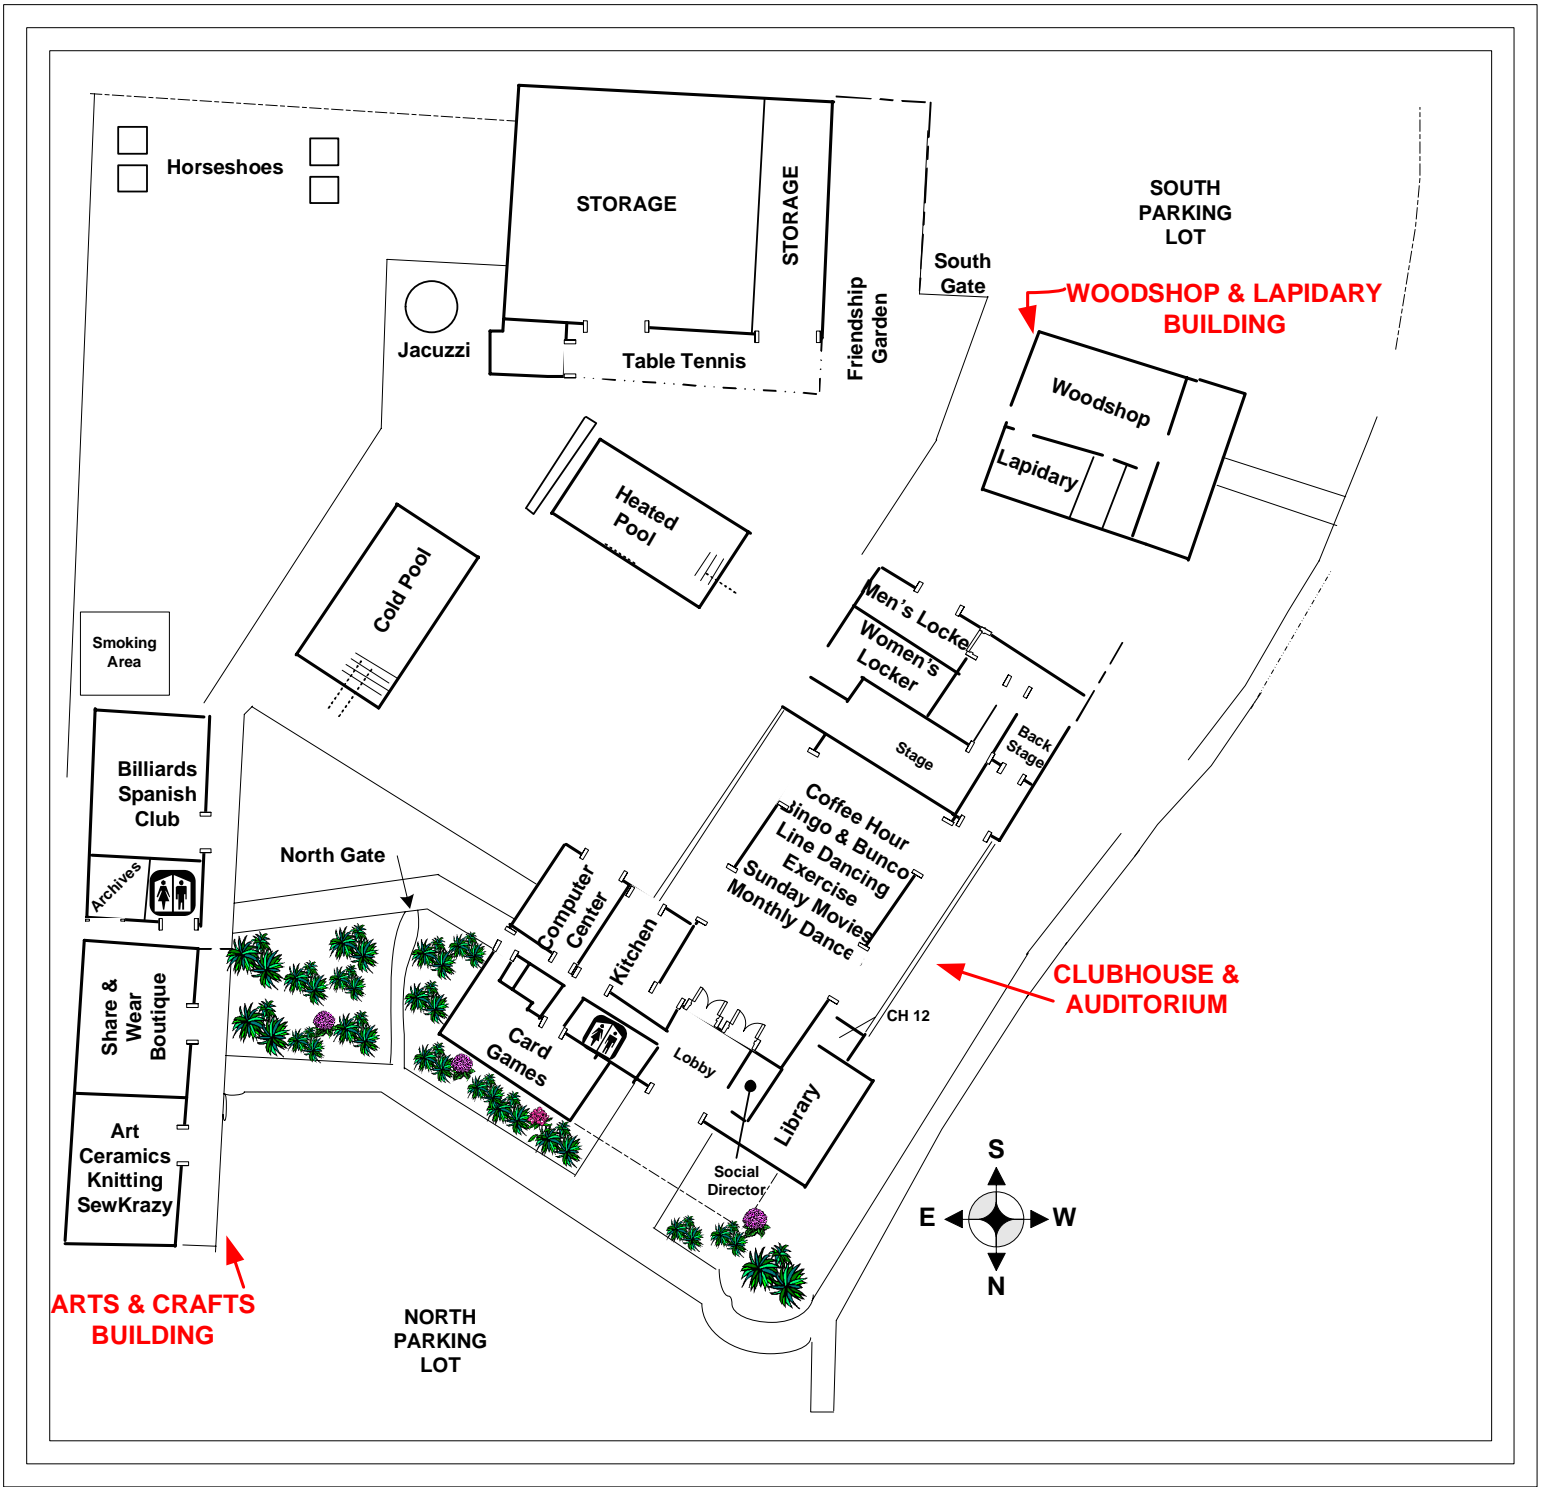 Horseshoes
STORAGE
STORAGE
SOUTH
PARKING
LOT
South
Gate
Friendship
Garden
WOODSHOP & LAPIDARY
BUILDING
Jacuzzi
Table Tennis
Woodshop
Lapidary
Heated
Pool
Cold Pool
Men's Locke
Women's
Locker
Smoking
Area
Stage
Back
Stage
Billiards
Spanish
Club
Archives
North Gate
Coffee Hour
Bingo & Bunco
Line Dancing
Exercise
Sunday Movies
Monthly Dance
Computer
Center
Kitchen
Share &
Wear
Boutique
CLUBHOUSE &
AUDITORIUM
CH 12
Card
Games
Lobby
Library
Art
Ceramics
Knitting
SewKrazy
Social
Director
S
E
W
N
ARTS & CRAFTS
BUILDING
NORTH
PARKING
LOT